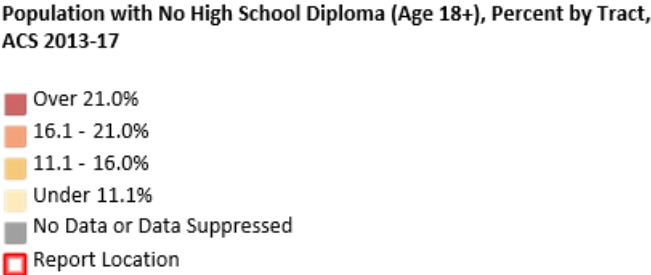 Population with No High School Diploma (Age 18+), Percent by Tract,
ACS 2013-17
Over 21.0%
16.1 - 21.0%
11.1 - 16.0%
Under 11.1%
No Data or Data Suppressed
Report Location